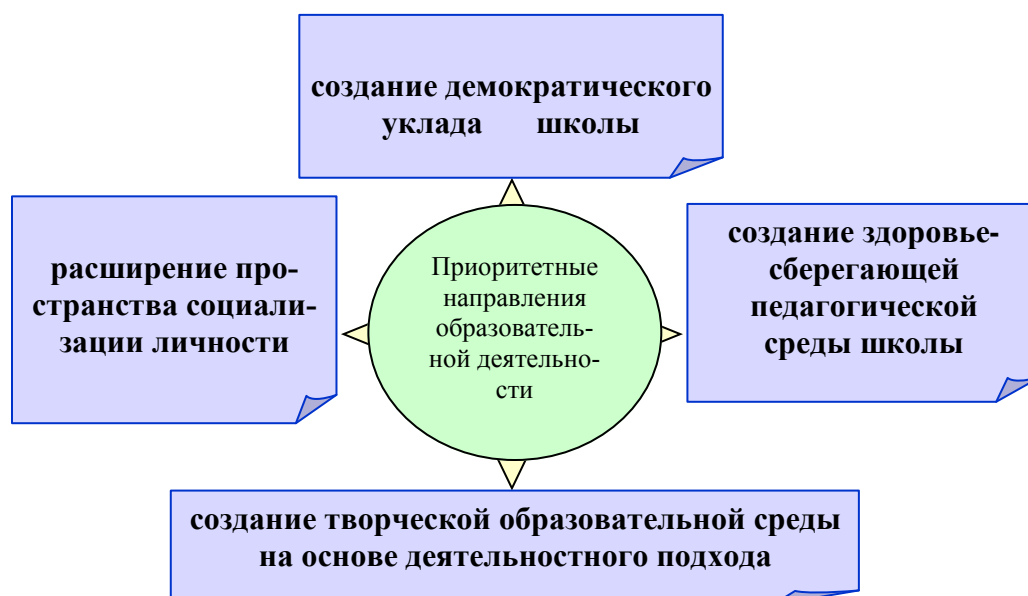 создание демократического
уклада школы
расширение про-
странства социали-
зации личности
Приоритетные
направления
образователь-
ной деятельно-
сти
создание здоровье-
сберегающей
педагогической
среды школы
создание творческой образовательной среды
на основе деятельностного подхода